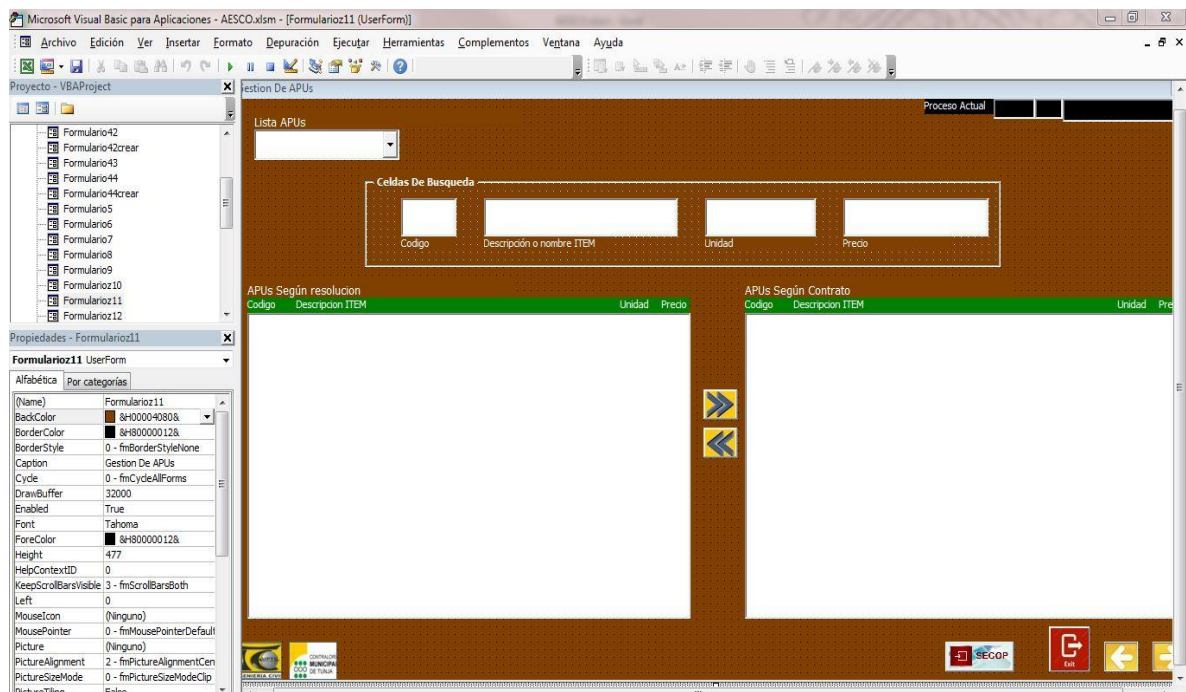 Microsoft Visual Basic para Aplicaciones - AESCO.xlsm - [Formularioz11 (UserForm)]
Archivo Edición Ver Insertar Formato Depuración Ejecutar Herramientas Complementos Ventana Ayuda
Proyecto - VBAProject
Formulario42
Formulario42crear
Formulario43
Formulario44
Formulario44crear
Formulario5
Formulario6
Formulario7
Formulario8
Formulario9
Formularioz10
Formularioz11
Formularioz12
Propiedades - Formularioz11
Formularioz11 UserForm
Alfabética Por categorías
(Name) Formularioz11
BackColor &H00004080&
BorderColor &H80000012&
BorderStyle 0 - fmBorderStyleNone
Caption Gestion De APUs
Cycle 0 - fmCycleAllForms
DrawBuffer 32000
Enabled True
Font Tahoma
ForeColor &H80000012&
Height 477
HelpContextID 0
KeepScrollBarsVisible 3 - fmScrollBarsBoth
Left 0
MouseIcon (Ninguno)
MousePointer 0 - fmMousePointerDefault
Picture (Ninguno)
PictureAlignment 2 - fmPictureAlignmentCen
PictureSizeMode 0 - fmPictureSizeModeClip
PictureTiling False
Gestion De APUs
Proceso Actual
Lista APUs
Celdas De Busqueda
Codigo Descripción o nombre ITEM Unidad Precio
APUs Según resolucion
Codigo Descripcion ITEM Unidad Precio
APUs Según Contrato
Codigo Descripcion ITEM Unidad Pre
MUNICIPA
DE TUNJA
SECOP
Exit